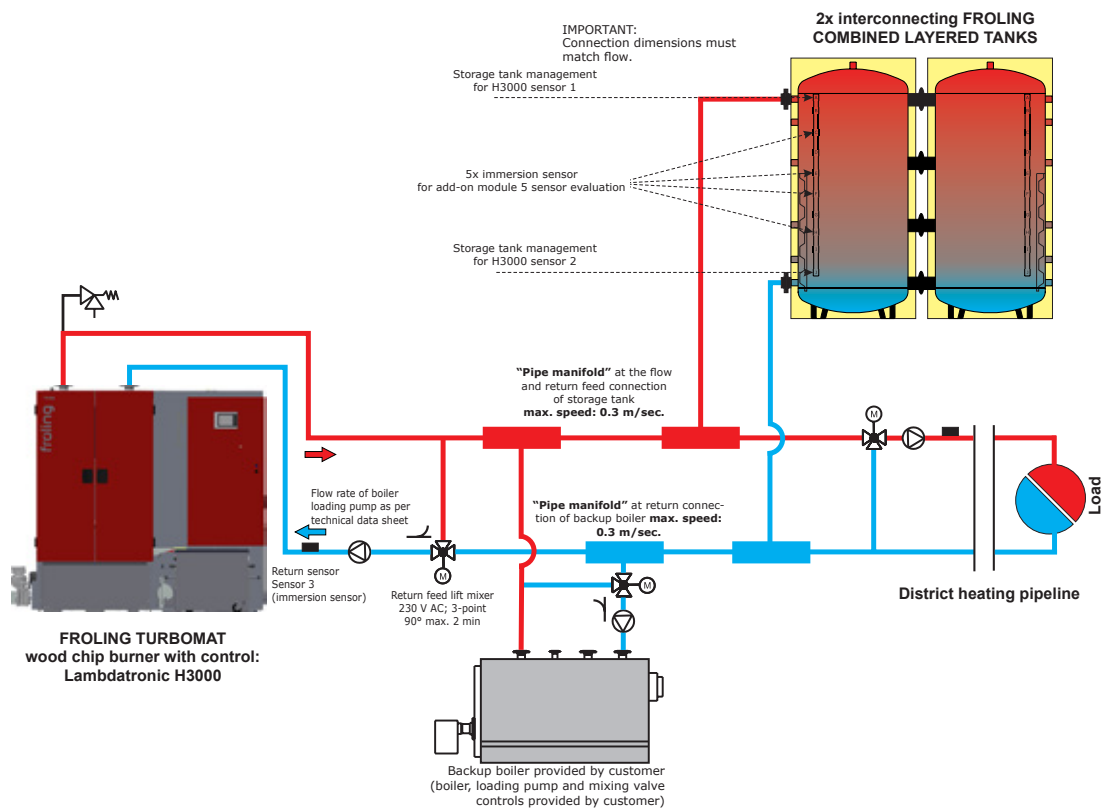 2x interconnecting FROLING
COMBINED LAYERED TANKS
IMPORTANT:
Connection dimensions must
match flow.
Storage tank management
for H3000 sensor 1
5x immersion sensor
for add-on module 5 sensor evaluation
Storage tank management
for H3000 sensor 2
"Pipe manifold" at the flow
and return feed connection
of storage tank
max. speed: 0.3 m/sec.
froling
M
Load
Flow rate of boiler
loading pump as per
technical data sheet
"Pipe manifold" at return connec-
tion of backup boiler max. speed:
0.3 m/sec.
Return sensor
Sensor 3
(immersion sensor)
M
Return feed lift mixer
230 V AC; 3-point
90° max. 2 min
M
District heating pipeline
FROLING TURBOMAT
wood chip burner with control:
Lambdatronic H3000
Backup boiler provided by customer
(boiler, loading pump and mixing valve
controls provided by customer)